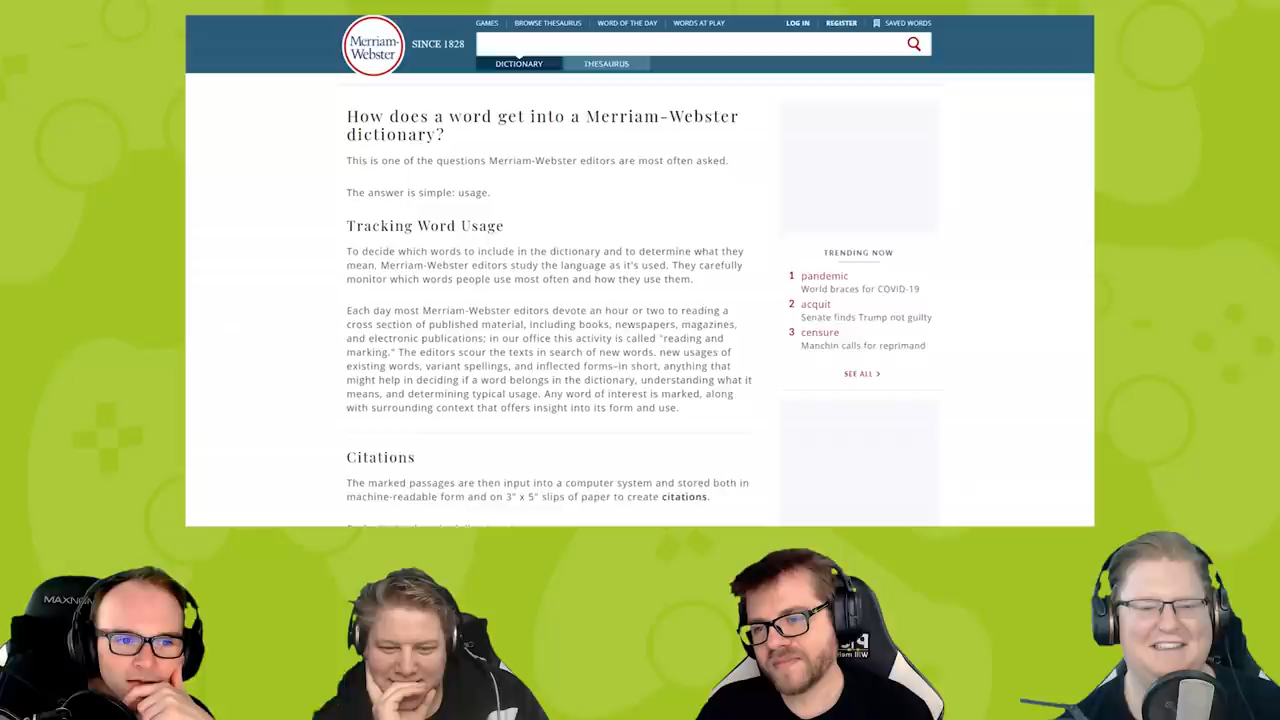 GAMES | BROWSE THESAURUS | WORD OF THE DAY | WORDS AT PLAY
LOG IN | REGISTER | SAVED WORDS
Merriam-
Webster
SINCE 1828
DICTIONARY
THESAURUS
How does a word get into a Merriam-Webster
dictionary?
This is one of the questions Merriam-Webster editors are most often asked.
The answer is simple: usage.
Tracking Word Usage
To decide which words to include in the dictionary and to determine what they
mean, Merriam-Webster editors study the language as it's used. They carefully
monitor which words people use most often and how they use them.
Each day most Merriam-Webster editors devote an hour or two to reading a
cross section of published material, including books, newspapers, magazines,
and electronic publications; in our office this activity is called "reading and
marking." The editors scour the texts in search of new words, new usages of
existing words, variant spellings, and inflected forms–in short, anything that
might help in deciding if a word belongs in the dictionary, understanding what it
means, and determining typical usage. Any word of interest is marked, along
with surrounding context that offers insight into its form and use.
Citations
The marked passages are then input into a computer system and stored both in
machine-readable form and on 3" x 5" slips of paper to create citations.
TRENDING NOW
1 pandemic
World braces for COVID-19
2 acquit
Senate finds Trump not guilty
3 censure
Manchin calls for reprimand
SEE ALL >